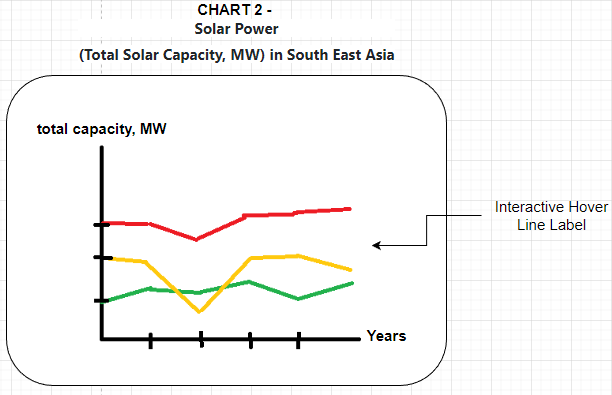 CHART 2 -
Solar Power
(Total Solar Capacity, MW) in South East Asia
total capacity, MW
Interactive Hover
Line Label
Years